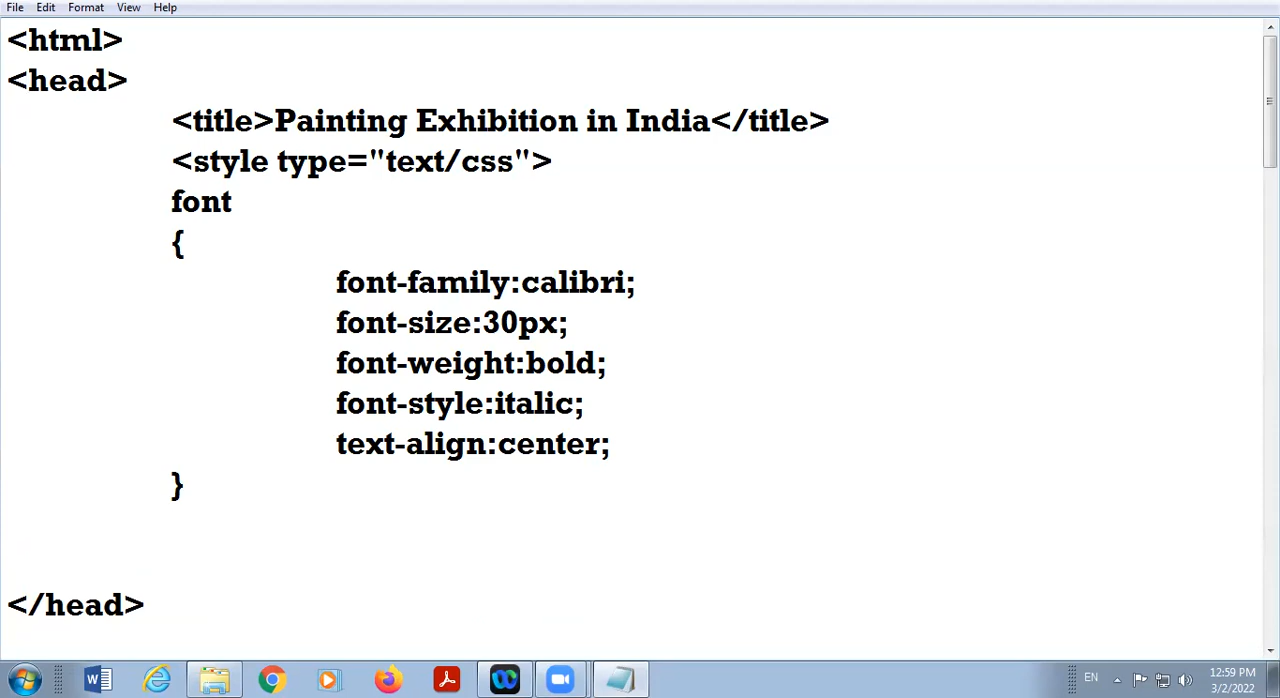 File Edit Format View Help
<html>
<head>
<title>Painting Exhibition in India</title>
<style type="text/css">
font
{
font-family:calibri;
font-size:30px;
font-weight:bold;
font-style:italic;
text-align:center;
}
</head>
EN
12:59 PM
3/2/2022